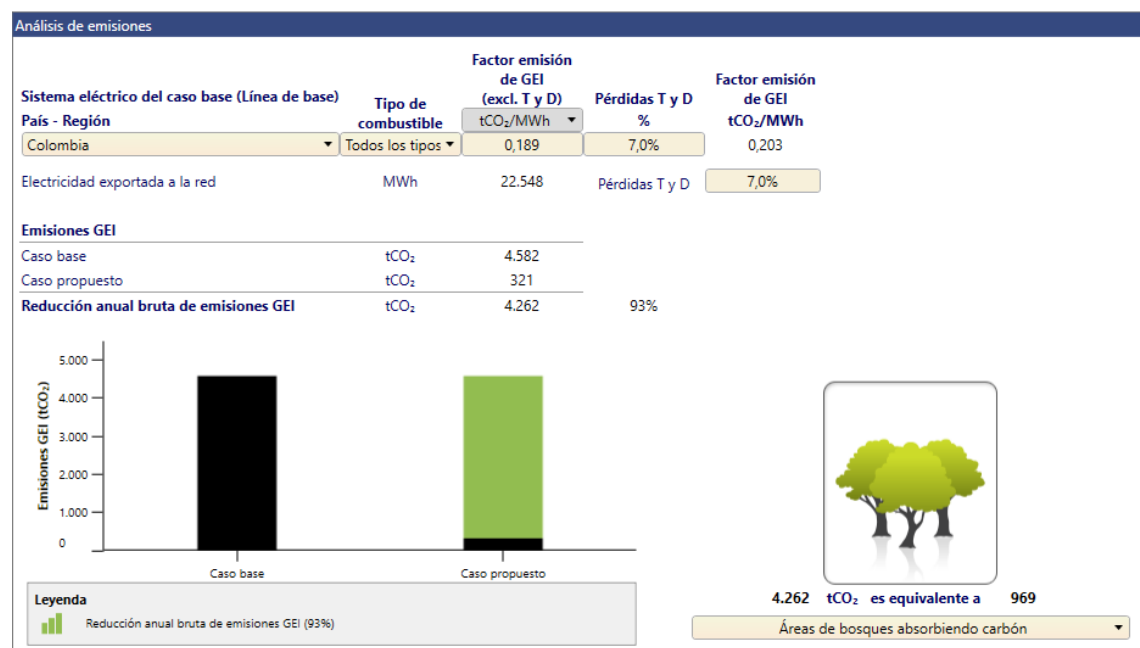 Análisis de emisiones
Factor emisión
de GEI
(excl. T y D)
Factor emisión
de GEI
tCO₂/MWh
Sistema eléctrico del caso base (Línea de base)
Tipo de
combustible
Pérdidas T y D
%
País - Región
tCO₂/MWh
Colombia Todos los tipos 0,189 7,0% 0,203
Electricidad exportada a la red MWh 22.548 Pérdidas T y D 7,0%
Emisiones GEI
Caso base tCO₂ 4.582
Caso propuesto tCO₂ 321
Reducción anual bruta de emisiones GEI tCO₂ 4.262 93%
Emisiones GEI (tCO₂)
5.000
4.000
3.000
2.000
1.000
0
Caso base Caso propuesto
Leyenda
Reducción anual bruta de emisiones GEI (93%)
4.262 tCO₂ es equivalente a 969
Áreas de bosques absorbiendo carbón